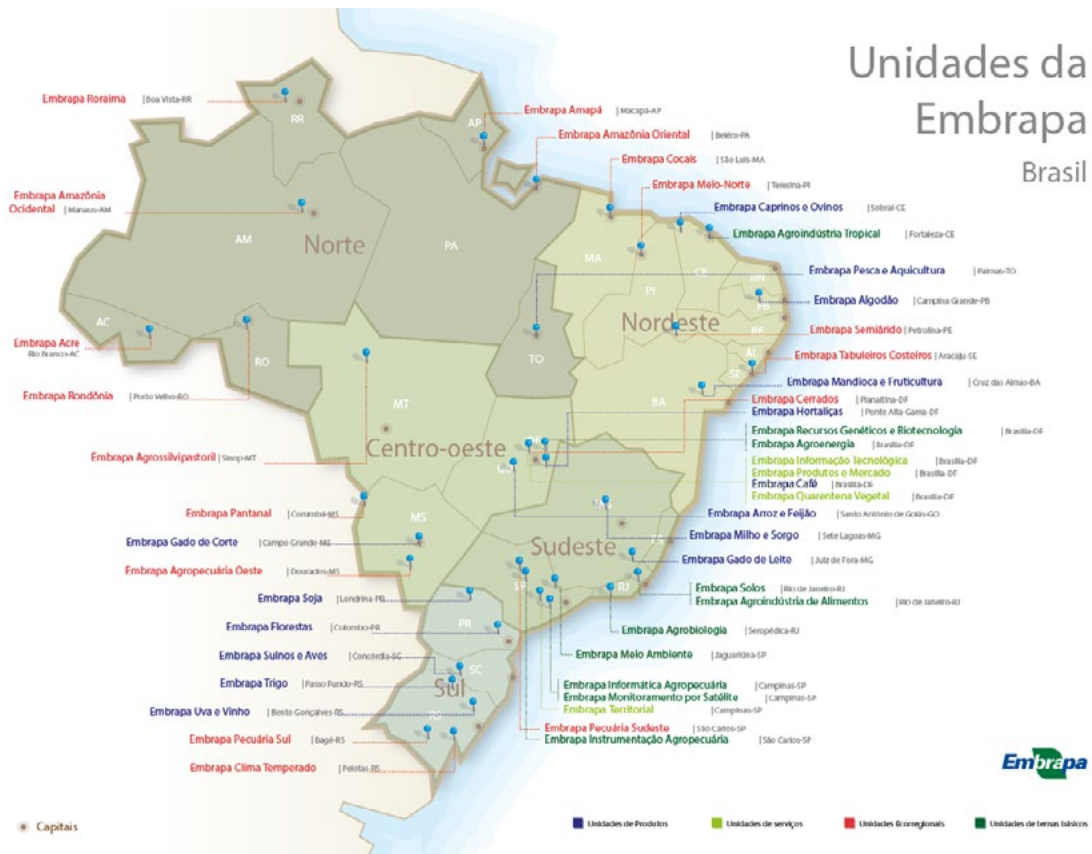 Unidades da
Embrapa
Brasil
Embrapa Roraima | Boa Vista-RR
Embrapa Amapá | Macapá-AP
Embrapa Amazônia Oriental | Belém-PA
Embrapa Cocais | São Luís-MA
Embrapa Meio-Norte | Teresina-PI
Embrapa Amazônia
Ocidental | Manaus-AM
Embrapa Caprinos e Ovinos | Sobral-CE
Embrapa Agroindústria Tropical | Fortaleza-CE
Embrapa Pesca e Aquicultura | Palmas-TO
Embrapa Algodão | Campina Grande-PB
Embrapa Semiárido | Petrolina-PE
Embrapa Acre
Rio Branco-AC
Embrapa Tabuleiros Costeiros | Aracaju-SE
Embrapa Mandioca e Fruticultura | Cruz das Almas-BA
Embrapa Rondônia | Porto Velho-RO
Embrapa Cerrados | Planaltina-DF
Embrapa Hortaliças | Ponte Alta-Gama-DF
Embrapa Recursos Genéticos e Biotecnologia | Brasília-DF
Embrapa Agroenergia | Brasília-DF
Embrapa Agrossilvipastoril | Sinop-MT
Embrapa Informação Tecnológica | Brasília-DF
Embrapa Produtos e Mercado | Brasília-DF
Embrapa Café | Brasília-DF
Embrapa Quarentena Vegetal | Brasília-DF
Embrapa Pantanal | Corumbá-MS
Embrapa Arroz e Feijão | Santo Antônio de Goiás-GO
Embrapa Milho e Sorgo | Sete Lagoas-MG
Embrapa Gado de Corte | Campo Grande-MS
Embrapa Gado de Leite | Juiz de Fora-MG
Embrapa Agropecuária Oeste | Dourados-MS
Embrapa Solos | Rio de Janeiro-RJ
Embrapa Agroindústria de Alimentos | Rio de Janeiro-RJ
Embrapa Soja | Londrina-PR
Embrapa Florestas | Colombo-PR
Embrapa Agrobiologia | Seropédica-RJ
Embrapa Meio Ambiente | Jaguariúna-SP
Embrapa Suínos e Aves | Concórdia-SC
Embrapa Trigo | Passo Fundo-RS
Embrapa Informática Agropecuária | Campinas-SP
Embrapa Monitoramento por Satélite | Campinas-SP
Embrapa Territorial | Campinas-SP
Embrapa Uva e Vinho | Bento Gonçalves-RS
Embrapa Pecuária Sudeste | São Carlos-SP
Embrapa Instrumentação Agropecuária | São Carlos-SP
Embrapa Pecuária Sul | Bagé-RS
Embrapa Clima Temperado | Pelotas-RS
RR
AP
AM
Norte
PA
MA
CE
RN
PB
PI
Nordeste
PE
AL
SE
AC
RO
TO
MT
BA
Centro-oeste
MS
Sudeste
ES
SP
RJ
PR
SC
Sul
RS
Embrapa
Capitais
Unidades de Produtos
Unidades de serviços
Unidades Ecorregionais
Unidades de temas básicos